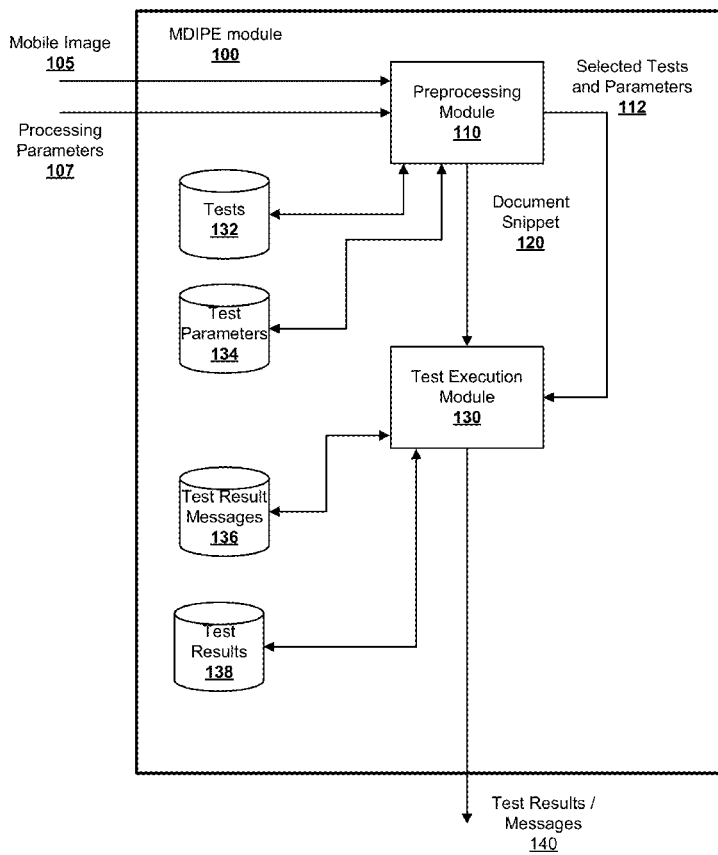 Mobile Image
105
MDIPE module
100
Processing
Parameters
107
Preprocessing
Module
110
Selected Tests
and Parameters
112
Tests
132
Document
Snippet
120
Test
Parameters
134
Test Execution
Module
130
Test Result
Messages
136
Test
Results
138
Test Results /
Messages
140